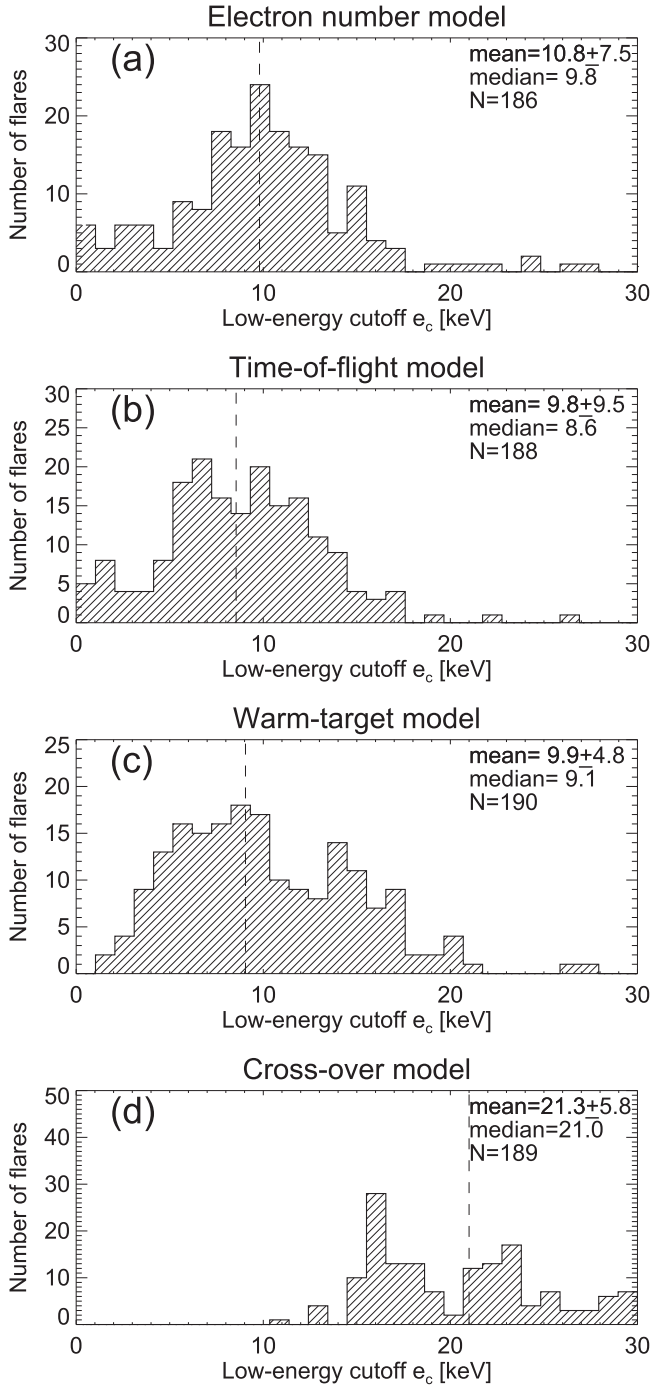 Electron number model
(a)
mean=10.8±7.5
median= 9.8
N=186
30
20
10
0
Number of flares
0 10 20 30
Low-energy cutoff ec [keV]
Time-of-flight model
(b)
mean= 9.8±9.5
median= 8.6
N=188
30
25
20
15
10
5
0
Number of flares
0 10 20 30
Low-energy cutoff ec [keV]
Warm-target model
(c)
mean= 9.9±4.8
median= 9.1
N=190
25
20
15
10
5
0
Number of flares
0 10 20 30
Low-energy cutoff ec [keV]
Cross-over model
(d)
mean=21.3±5.8
median=21.0
N=189
50
40
30
20
10
0
Number of flares
0 10 20 30
Low-energy cutoff ec [keV]